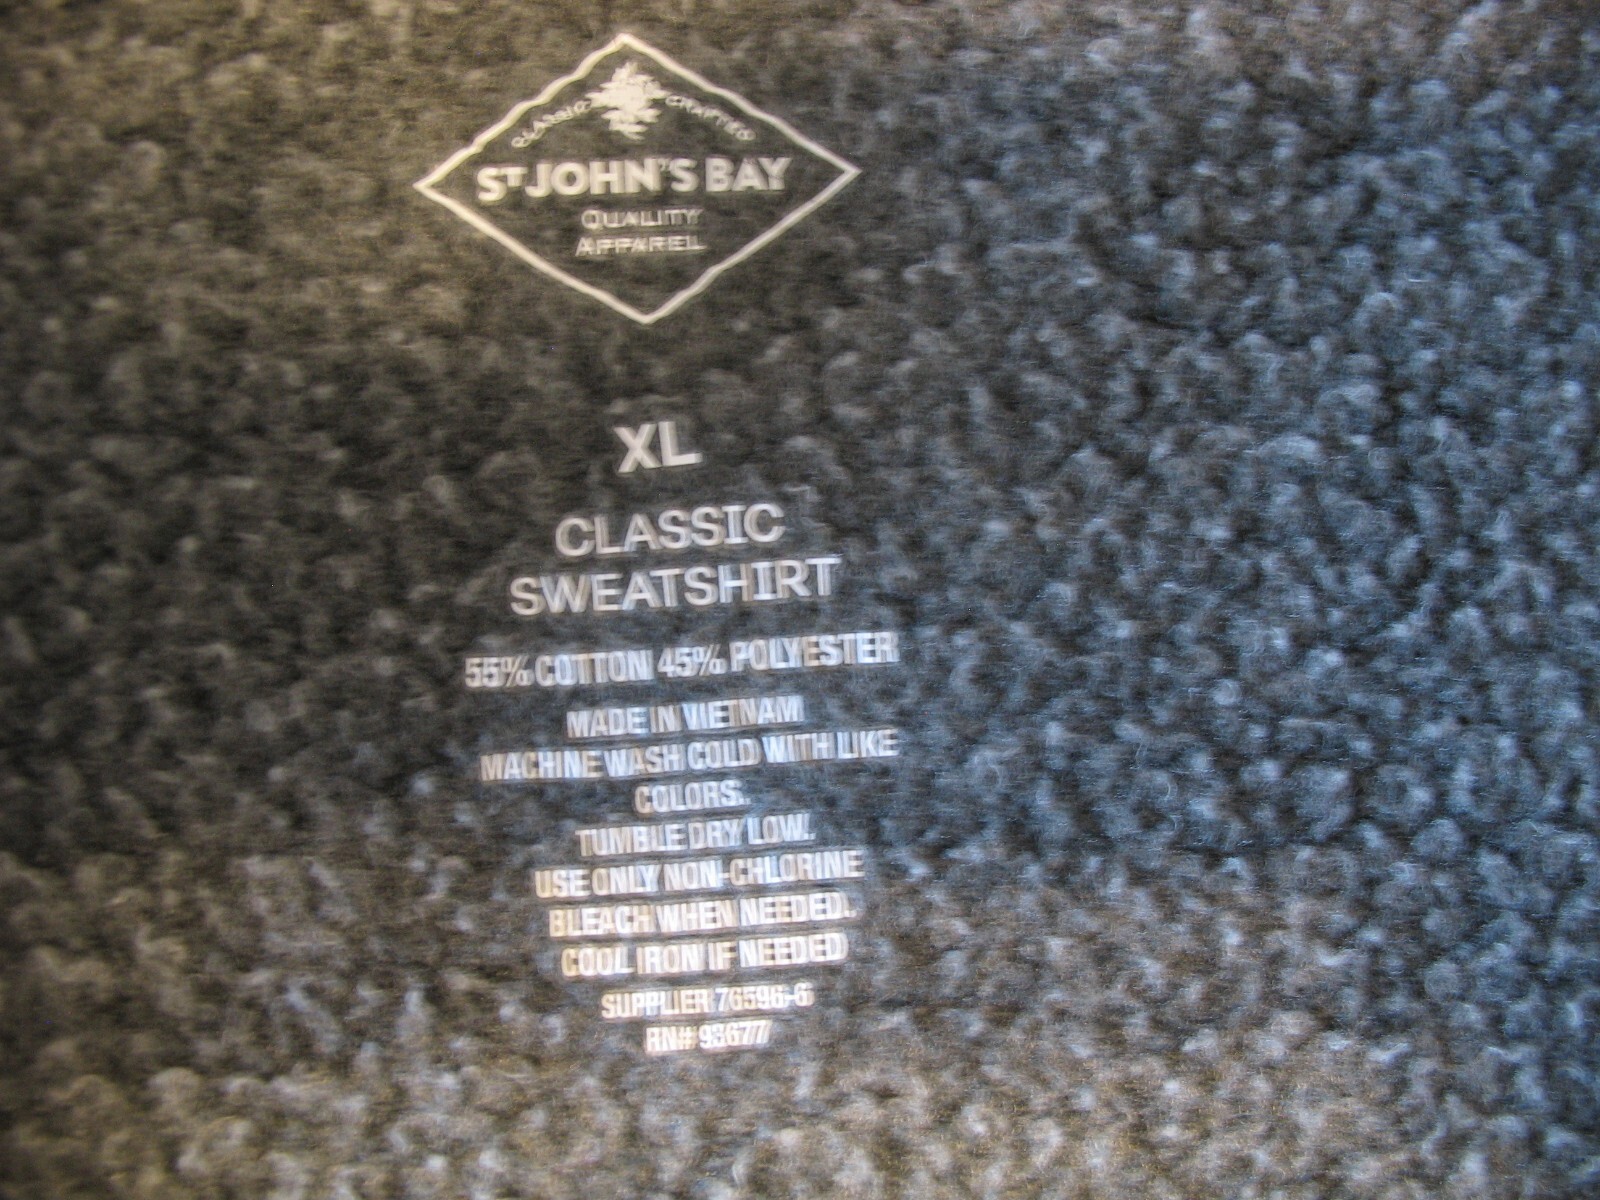 CLASSIC CRAFTED
ST JOHN'S BAY
QUALITY
APPAREL
XL
CLASSIC
SWEATSHIRT
55% COTTON 45% POLYESTER
MADE IN VIETNAM
MACHINE WASH COLD WITH LIKE
COLORS.
TUMBLE DRY LOW.
USE ONLY NON-CHLORINE
BLEACH WHEN NEEDED.
COOL IRON IF NEEDED
SUPPLIER 76596-6
RN# 93677